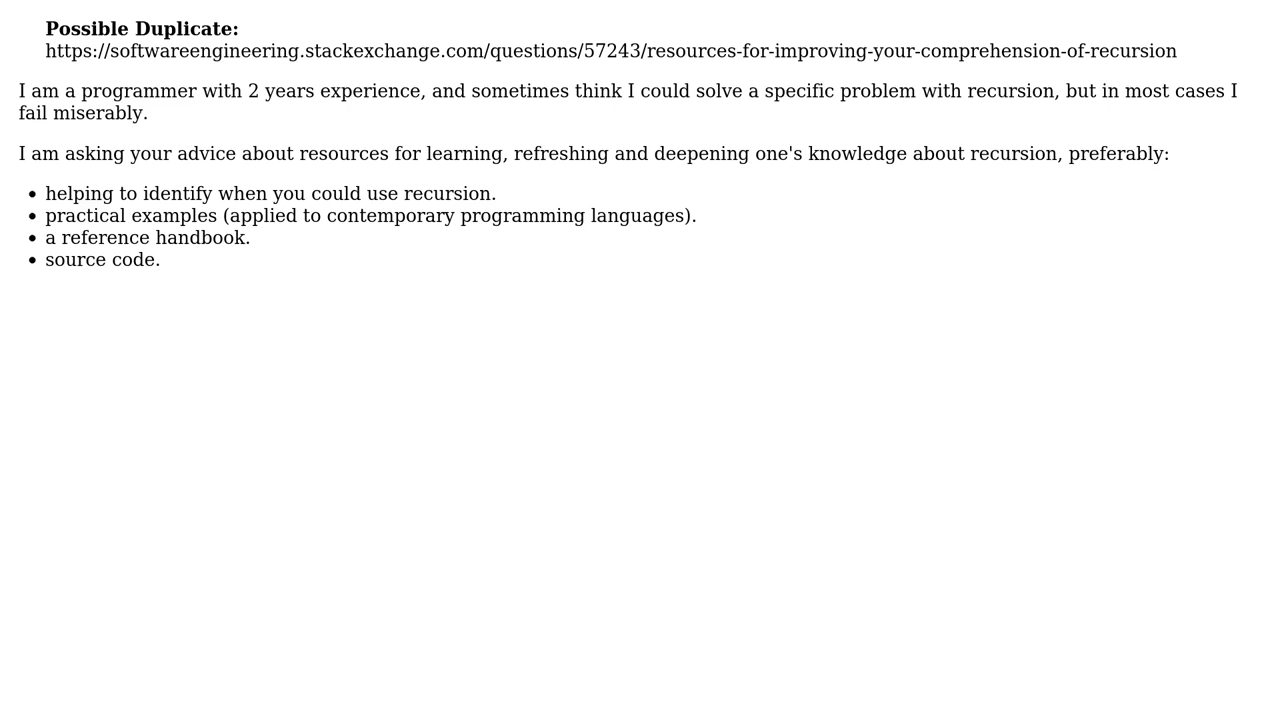 Possible Duplicate:
https://softwareengineering.stackexchange.com/questions/57243/resources-for-improving-your-comprehension-of-recursion
I am a programmer with 2 years experience, and sometimes think I could solve a specific problem with recursion, but in most cases I
fail miserably.
I am asking your advice about resources for learning, refreshing and deepening one's knowledge about recursion, preferably:
• helping to identify when you could use recursion.
• practical examples (applied to contemporary programming languages).
• a reference handbook.
• source code.